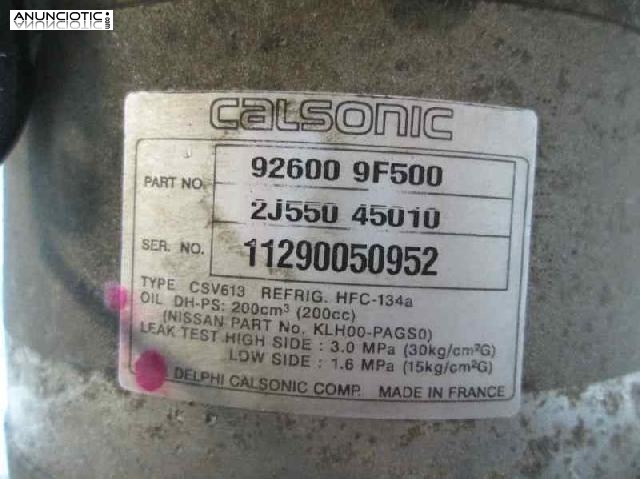 ANUNCIOTIC
.com
CALSONIC
PART NO. 92600 9F500
2J550 45010
SER. NO. 11290050952
TYPE CSV613 REFRIG. HFC-134a
OIL DH-PS: 200cm³ (200cc)
(NISSAN PART No. KLH00-PAGS0)
LEAK TEST HIGH SIDE : 3.0 MPa (30kg/cm²G)
LOW SIDE : 1.6 MPa (15kg/cm²G)
DELPHI CALSONIC COMP. MADE IN FRANCE